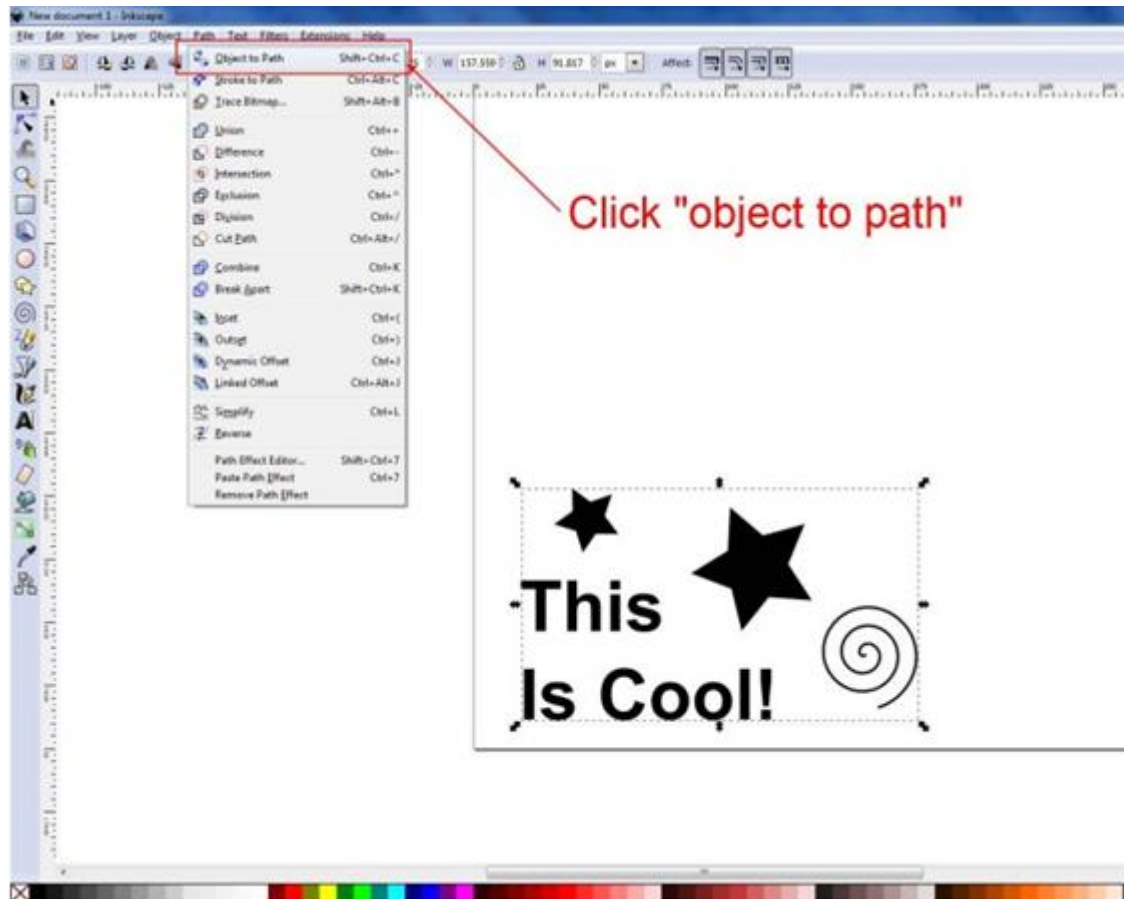 New document 1 - Inkscape
File Edit View Layer Object Path Text Filters Extensions Help
W 157.559 H 91.817 px Affect:
Object to Path Shift+Ctrl+C
Stroke to Path Ctrl+Alt+C
Trace Bitmap... Shift+Alt+B
Union Ctrl++
Difference Ctrl+-
Intersection Ctrl+*
Exclusion Ctrl+^
Division Ctrl+/
Cut Path Ctrl+Alt+/
Combine Ctrl+K
Break Apart Shift+Ctrl+K
Inset Ctrl+(
Outset Ctrl+)
Dynamic Offset Ctrl+J
Linked Offset Ctrl+Alt+J
Simplify Ctrl+L
Reverse
Path Effect Editor... Shift+Ctrl+7
Paste Path Effect Ctrl+7
Remove Path Effect
Click "object to path"
This
Is Cool!